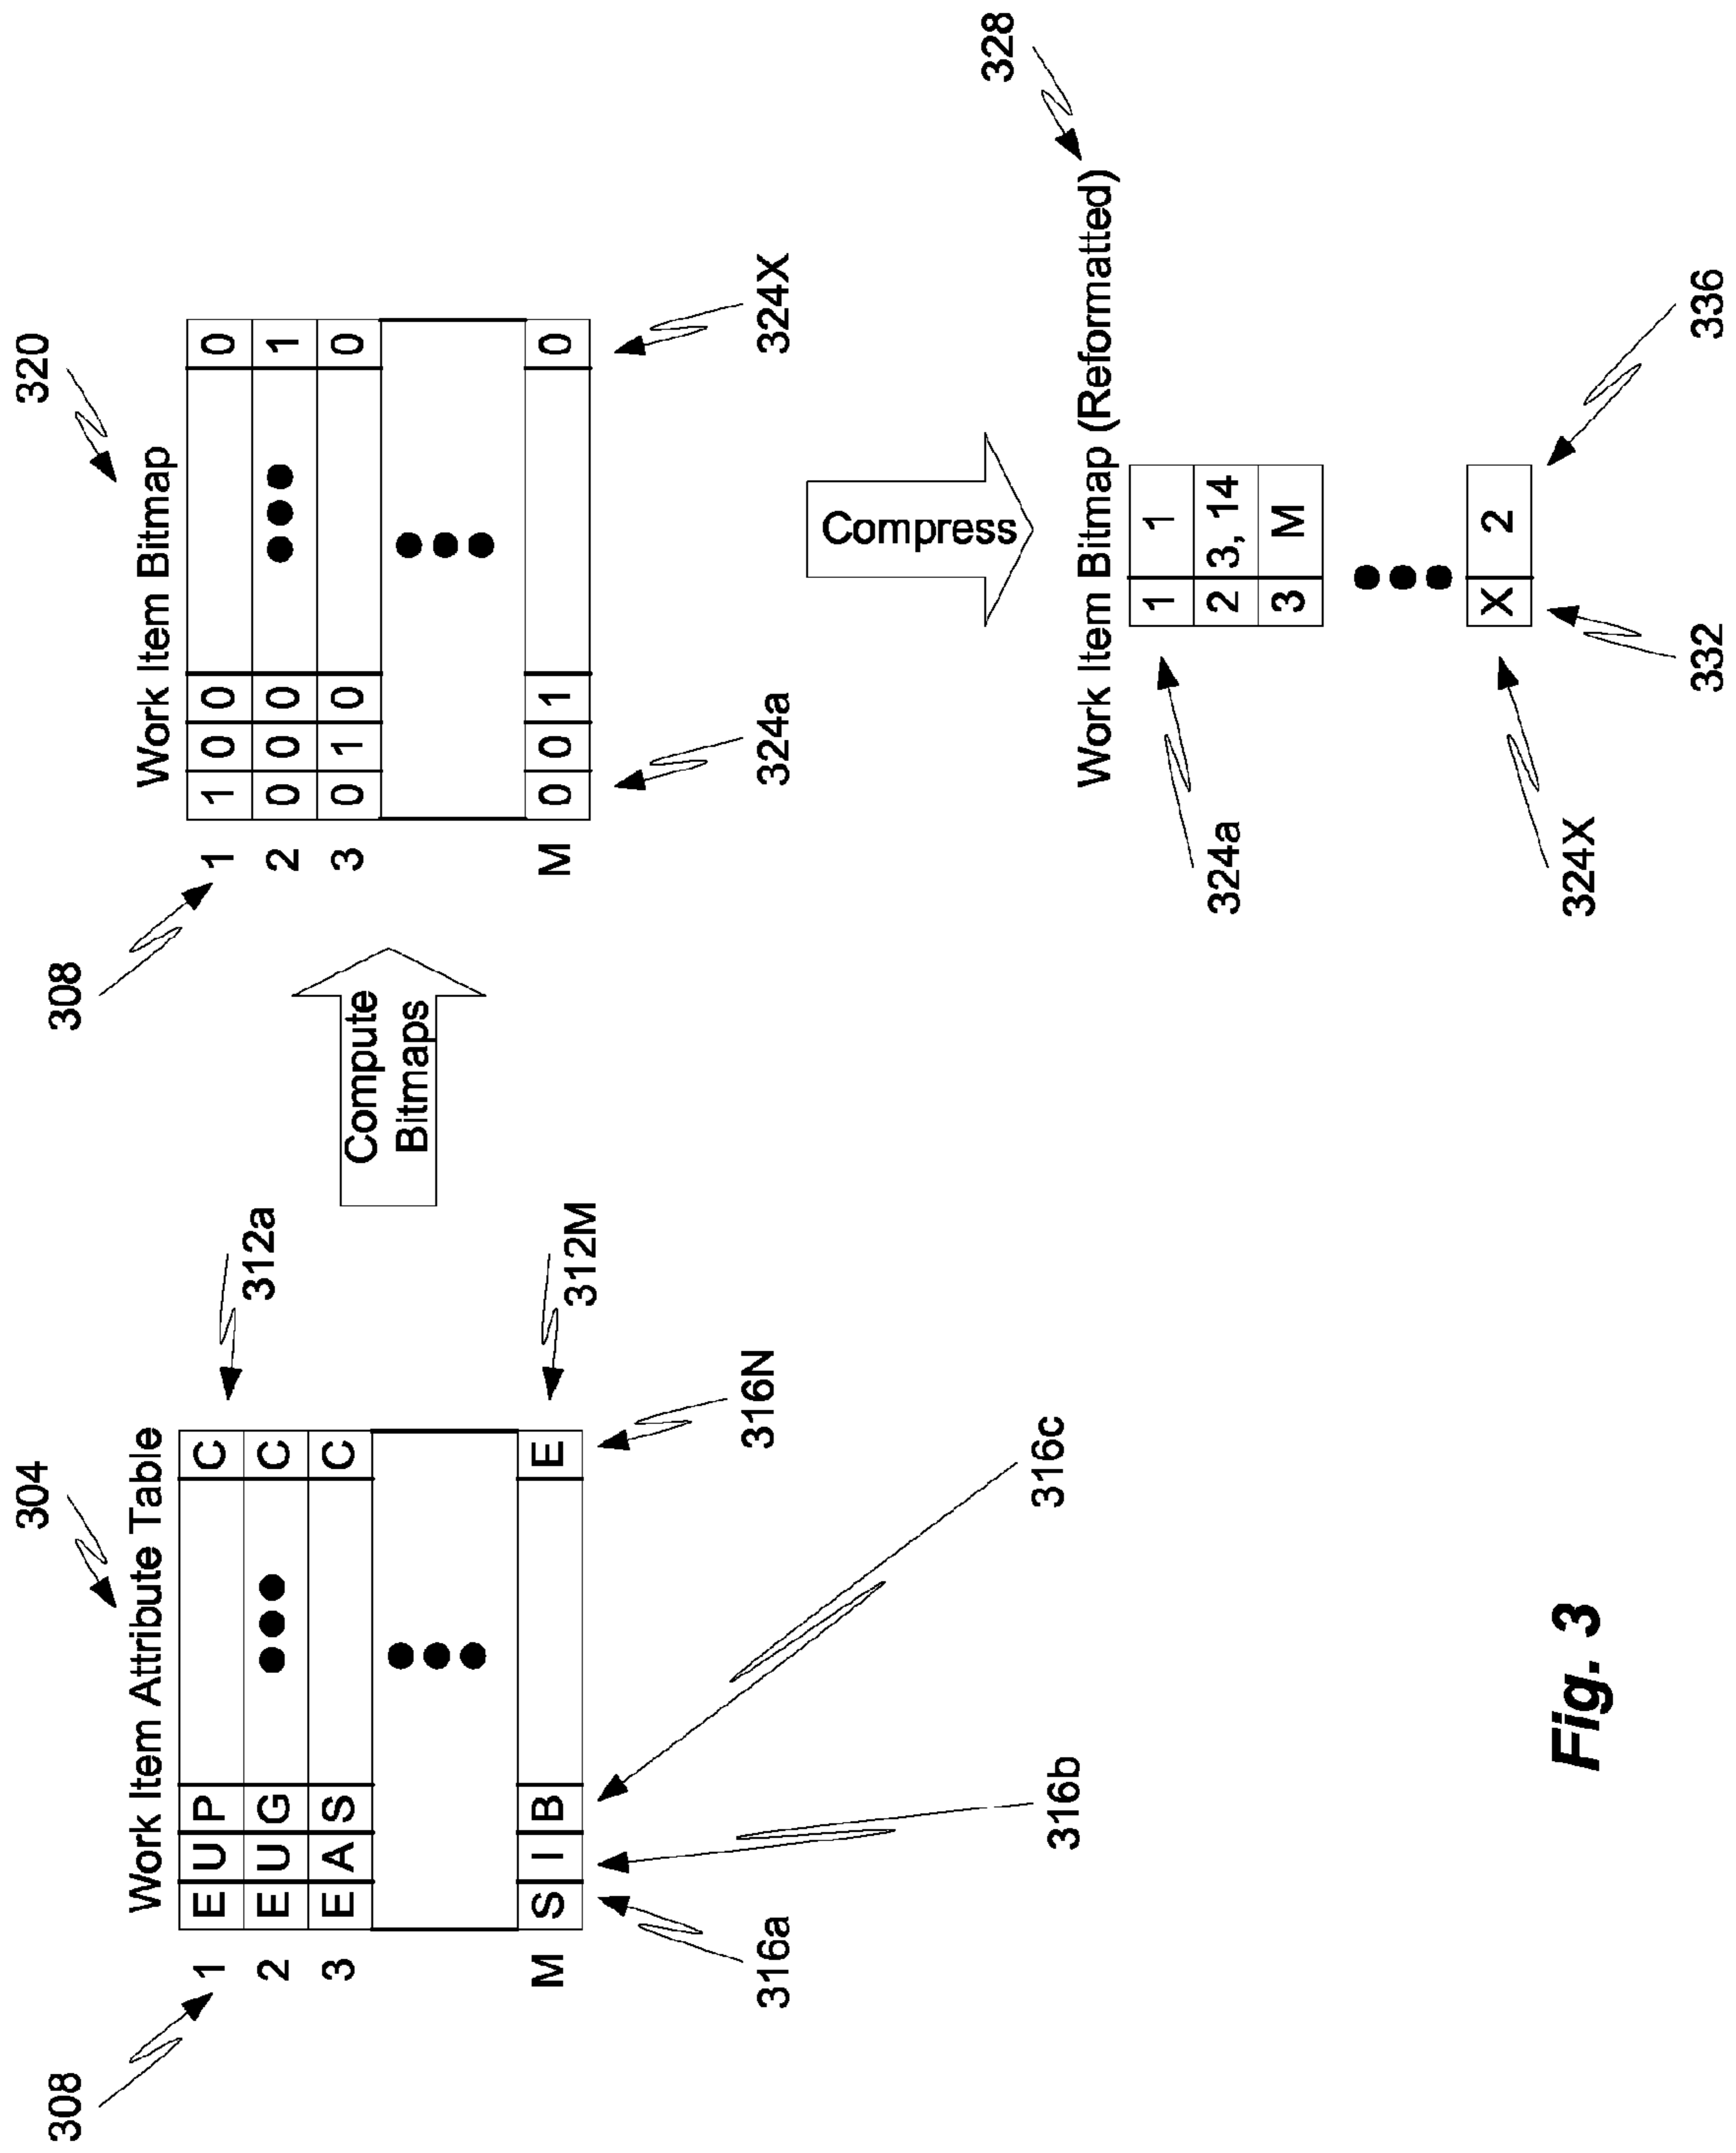 304
Work Item Attribute Table
308
1 E U P C
312a
2 E U G C
3 E A S C
M S I B E
312M
316a
316b
316c
316N
Compute
Bitmaps
320
Work Item Bitmap
308
1 1 0 0 0
2 0 0 0 1
3 0 1 0 0
M 0 0 1 0
324a
324X
Compress
328
Work Item Bitmap (Reformatted)
324a
1 1
2 3, 14
3 M
X 2
324X
332
336
Fig. 3